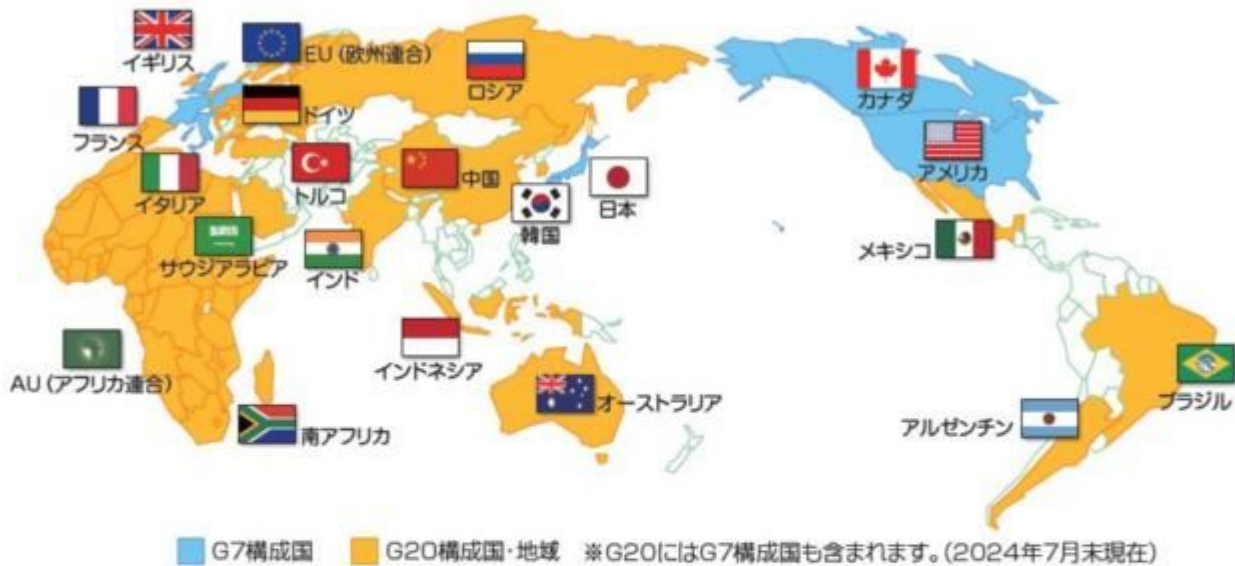 イギリス
EU(欧州連合)
ロシア
カナダ
フランス
ドイツ
アメリカ
イタリア
トルコ
中国
韓国
日本
サウジアラビア
インド
メキシコ
AU(アフリカ連合)
インドネシア
南アフリカ
オーストラリア
アルゼンチン
ブラジル
G7構成国 G20構成国・地域 ※G20にはG7構成国も含まれます。(2024年7月末現在)